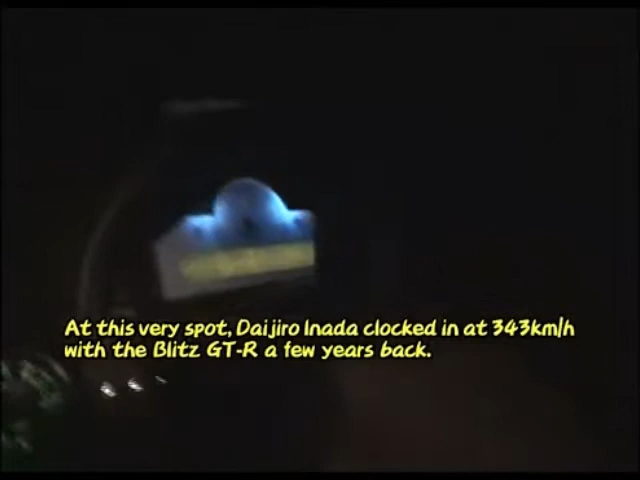 At this very spot, Daijiro Inada clocked in at 343km/h
with the Blitz GT-R a few years back.